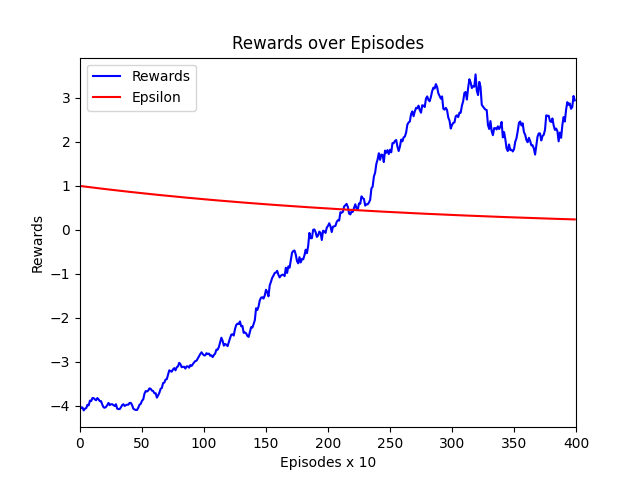 Rewards over Episodes
Rewards
Epsilon
3
2
1
0
−1
−2
−3
−4
Rewards
0 50 100 150 200 250 300 350 400
Episodes x 10